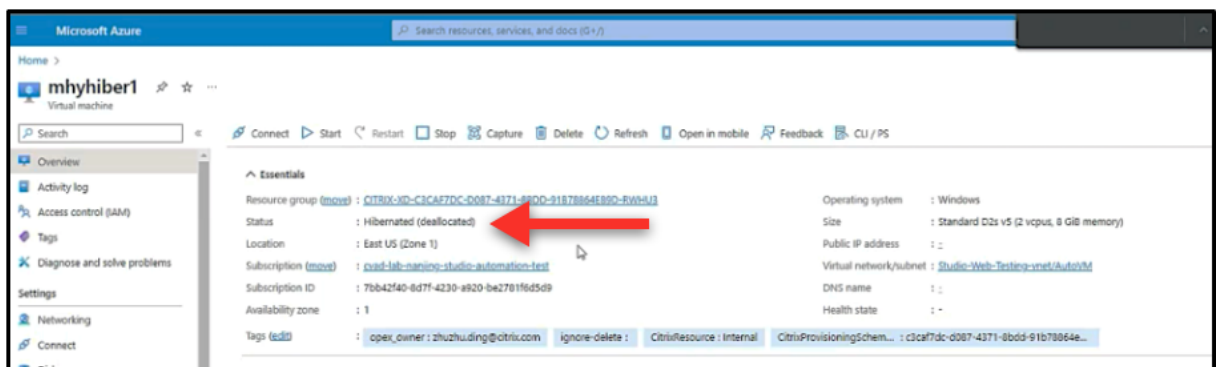 Microsoft Azure
Search resources, services, and docs (G+/)
Home >
mhyhiber1
Virtual machine
Search
Connect Start Restart Stop Capture Delete Refresh Open in mobile Feedback CLI / PS
Overview
Activity log
Access control (IAM)
Tags
Diagnose and solve problems
Settings
Networking
Connect
Essentials
Resource group (move) : CITRIX-XD-C3CAF7DC-D087-4371-8BDD-91B78864E89D-RWHU3
Status : Hibernated (deallocated)
Location : East US (Zone 1)
Subscription (move) : cvad-lab-nanjing-studio-automation-test
Subscription ID : 7bb42f40-8d7f-4230-a920-be2781f6d5d9
Availability zone : 1
Operating system : Windows
Size : Standard D2s v5 (2 vcpus, 8 GiB memory)
Public IP address : -
Virtual network/subnet : Studio-Web-Testing-vnet/AutoVM
DNS name : -
Health state : -
Tags (edit) : opex_owner : zhuzhu.ding@citrix.com ignore-delete : CitrixResource : Internal CitrixProvisioningSchem... : c3caf7dc-d087-4371-8bdd-91b78864e...